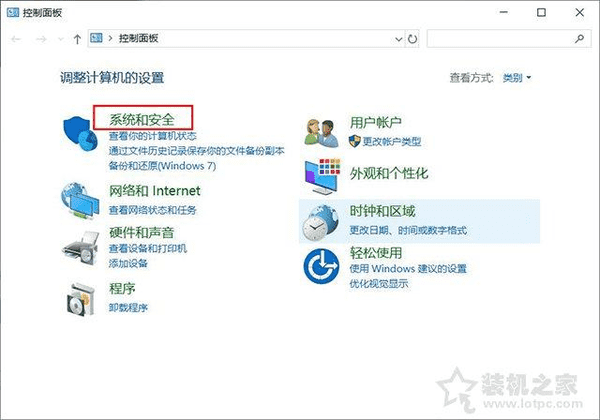 控制面板
控制面板
调整计算机的设置
查看方式: 类别
系统和安全
查看你的计算机状态
通过文件历史记录保存你的文件备份副本
备份和还原(Windows 7)
网络和 Internet
查看网络状态和任务
硬件和声音
查看设备和打印机
添加设备
程序
卸载程序
用户帐户
更改帐户类型
外观和个性化
时钟和区域
更改日期、时间或数字格式
轻松使用
使用 Windows 建议的设置
优化视觉显示
装机之家
www.lotpc.com